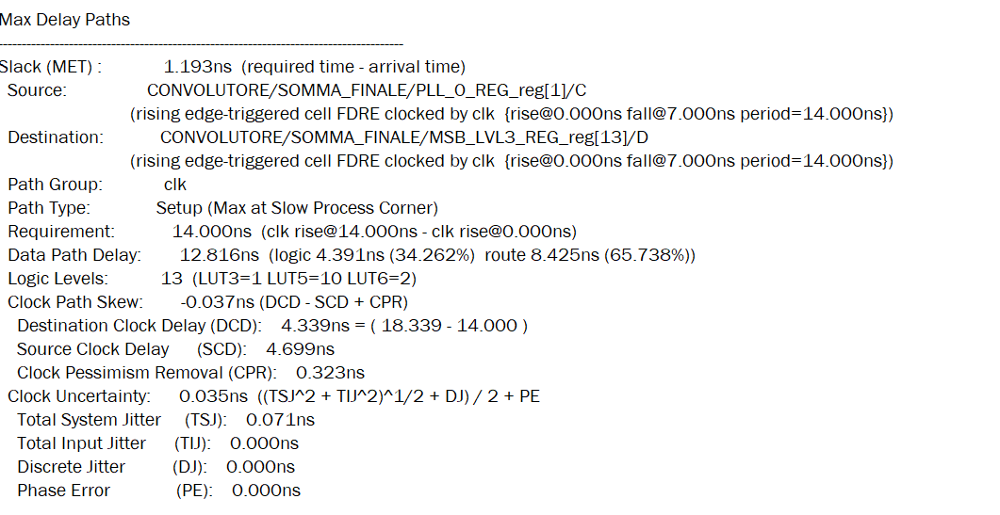 Max Delay Paths
--------------------------------------------------------------------------------------
Slack (MET) : 1.193ns (required time - arrival time)
Source: CONVOLUTORE/SOMMA_FINALE/PLL_0_REG_reg[1]/C
(rising edge-triggered cell FDRE clocked by clk {rise@0.000ns fall@7.000ns period=14.000ns})
Destination: CONVOLUTORE/SOMMA_FINALE/MSB_LVL3_REG_reg[13]/D
(rising edge-triggered cell FDRE clocked by clk {rise@0.000ns fall@7.000ns period=14.000ns})
Path Group: clk
Path Type: Setup (Max at Slow Process Corner)
Requirement: 14.000ns (clk rise@14.000ns - clk rise@0.000ns)
Data Path Delay: 12.816ns (logic 4.391ns (34.262%) route 8.425ns (65.738%))
Logic Levels: 13 (LUT3=1 LUT5=10 LUT6=2)
Clock Path Skew: -0.037ns (DCD - SCD + CPR)
Destination Clock Delay (DCD): 4.339ns = ( 18.339 - 14.000 )
Source Clock Delay (SCD): 4.699ns
Clock Pessimism Removal (CPR): 0.323ns
Clock Uncertainty: 0.035ns ((TSJ^2 + TIJ^2)^1/2 + DJ) / 2 + PE
Total System Jitter (TSJ): 0.071ns
Total Input Jitter (TIJ): 0.000ns
Discrete Jitter (DJ): 0.000ns
Phase Error (PE): 0.000ns